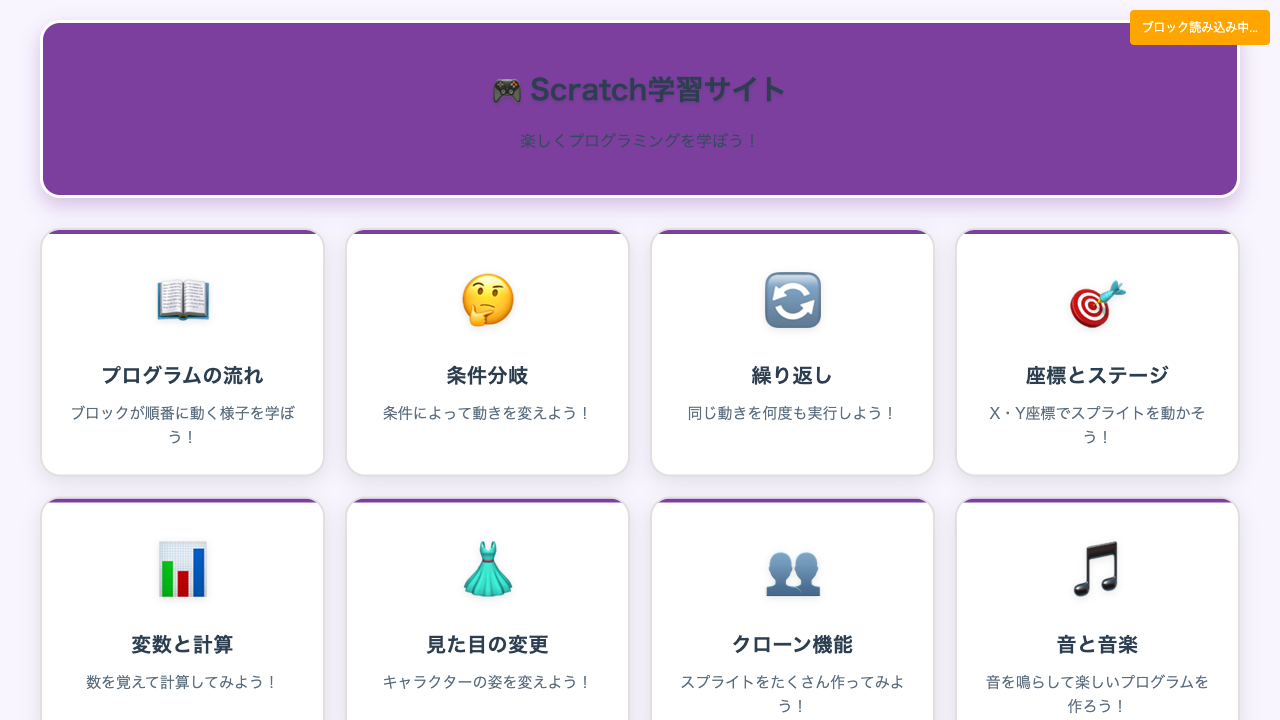 ブロック読み込み中...
Scratch学習サイト
楽しくプログラミングを学ぼう！
プログラムの流れ
ブロックが順番に動く様子を学ぼ
う！
条件分岐
条件によって動きを変えよう！
繰り返し
同じ動きを何度も実行しよう！
座標とステージ
X・Y座標でスプライトを動かそ
う！
変数と計算
数を覚えて計算してみよう！
見た目の変更
キャラクターの姿を変えよう！
クローン機能
スプライトをたくさん作ってみよ
う！
音と音楽
音を鳴らして楽しいプログラムを
作ろう！